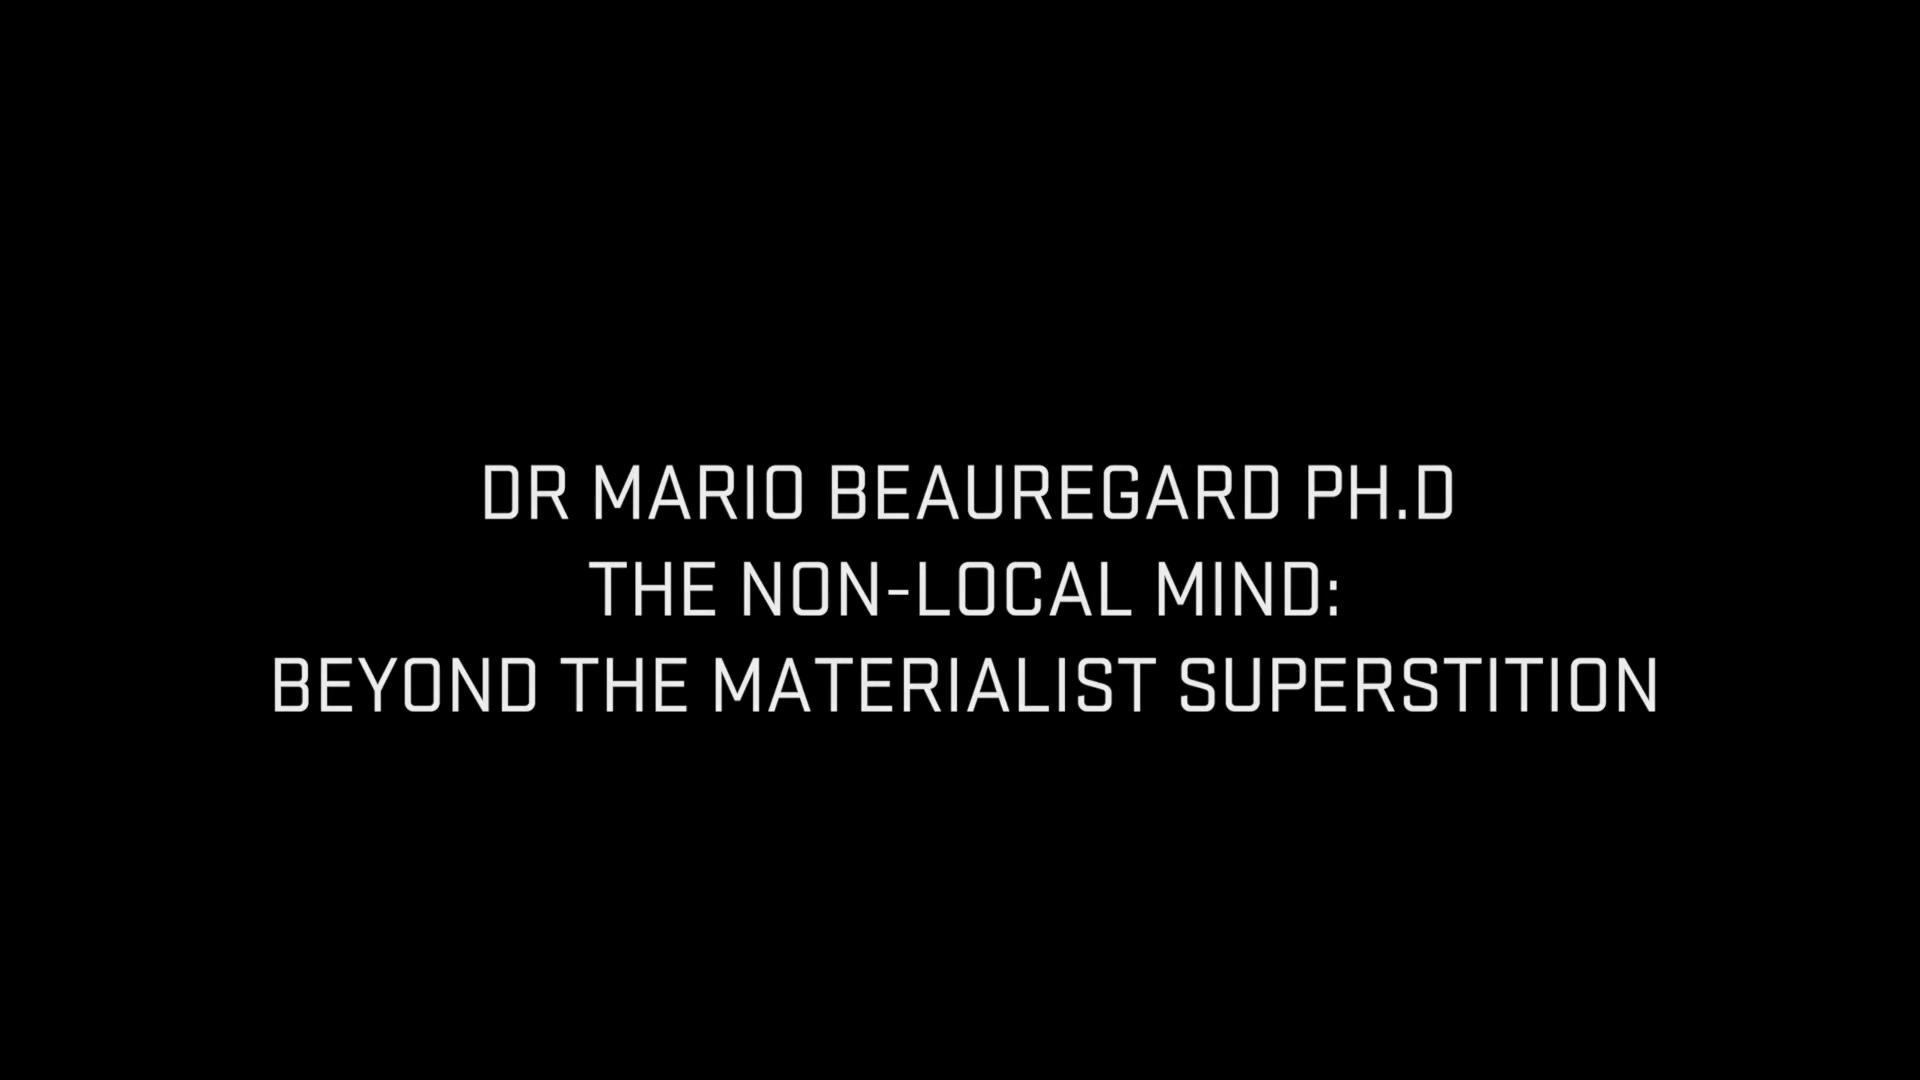 DR MARIO BEAUREGARD PH.D
THE NON-LOCAL MIND:
BEYOND THE MATERIALIST SUPERSTITION